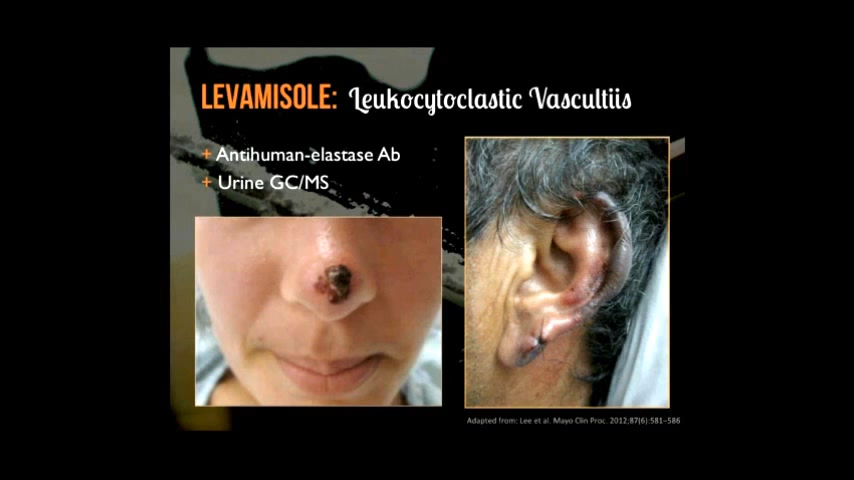 LEVAMISOLE: Leukocytoclastic Vascultiis
+ Antihuman-elastase Ab
+ Urine GC/MS
Adapted from: Lee et al. Mayo Clin Proc. 2012;87(6):581–586